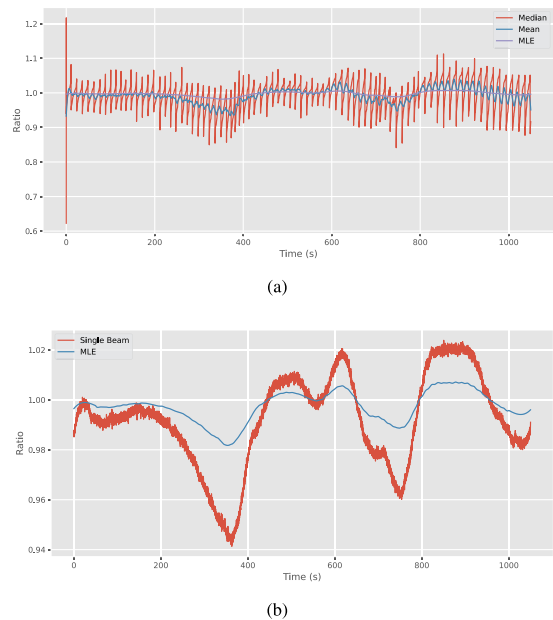 Median
Mean
MLE
1.2
1.1
1.0
0.9
0.8
0.7
0.6
Ratio
0 200 400 600 800 1000
Time (s)
(a)
Single Beam
MLE
1.02
1.00
0.98
0.96
0.94
Ratio
0 200 400 600 800 1000
Time (s)
(b)